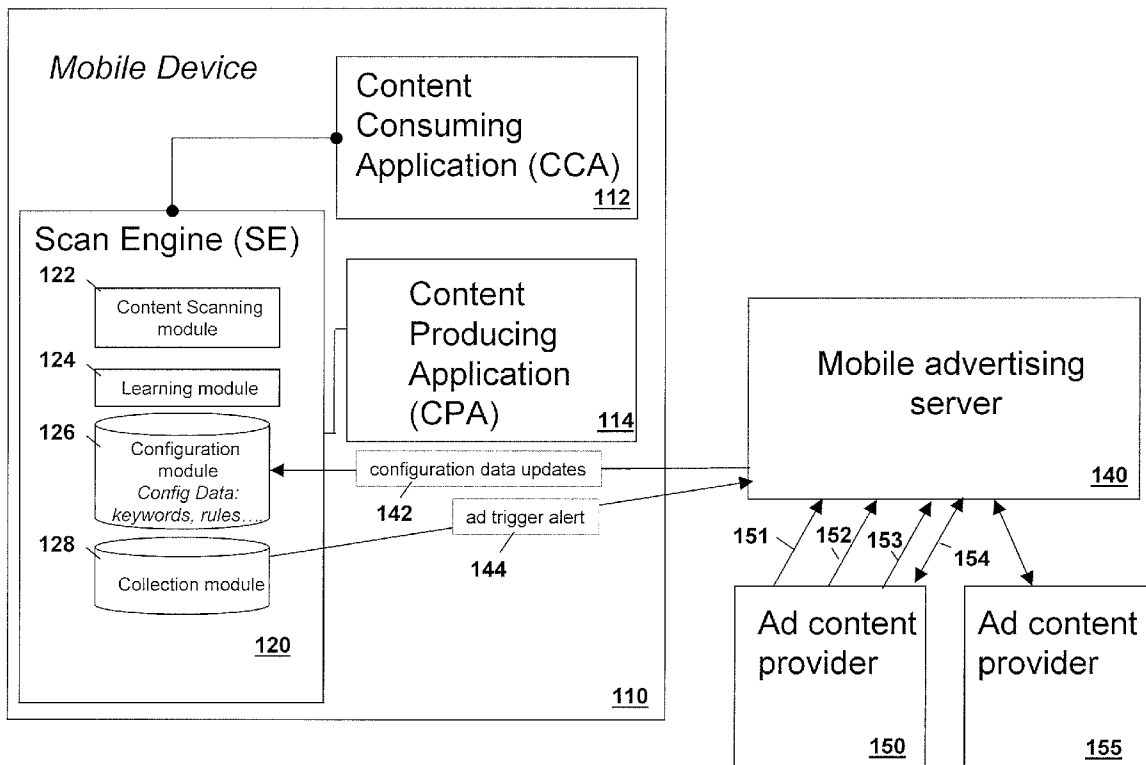 Mobile Device
Content
Consuming
Application (CCA)
112
Scan Engine (SE)
122
Content Scanning
module
124
Learning module
126
Configuration
module
Config Data:
keywords, rules....
128
Collection module
120
Content
Producing
Application
(CPA)
114
configuration data updates
142
ad trigger alert
144
110
Mobile advertising
server
140
151
152
153
154
Ad content
provider
150
Ad content
provider
155